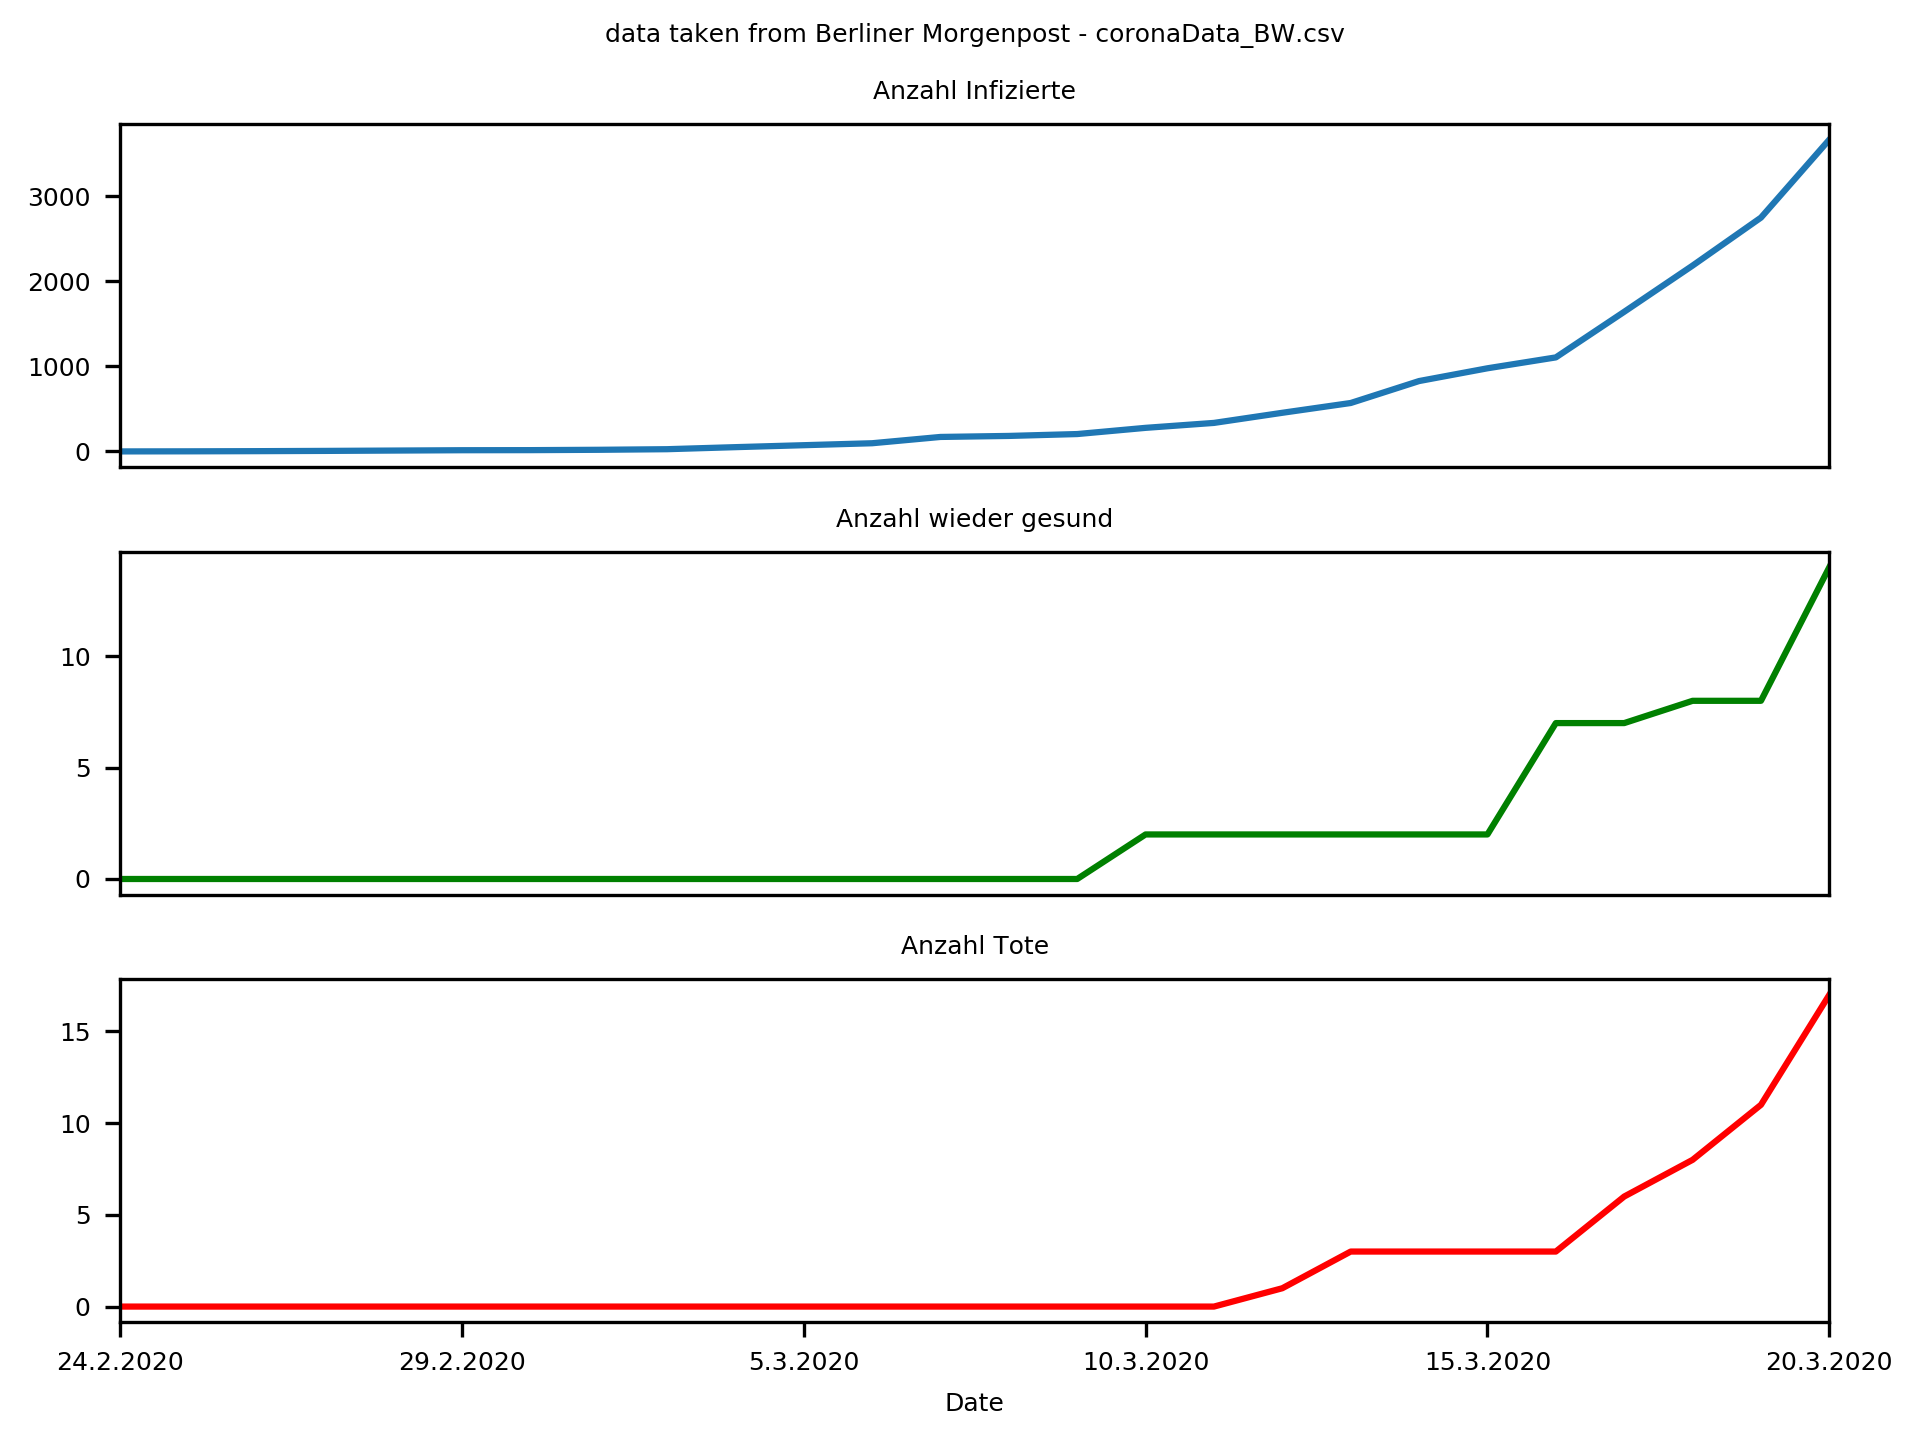 data taken from Berliner Morgenpost - coronaData_BW.csv
Anzahl Infizierte
3000
2000
1000
0
Anzahl wieder gesund
10
5
0
Anzahl Tote
15
10
5
0
24.2.2020 29.2.2020 5.3.2020 10.3.2020 15.3.2020 20.3.2020
Date